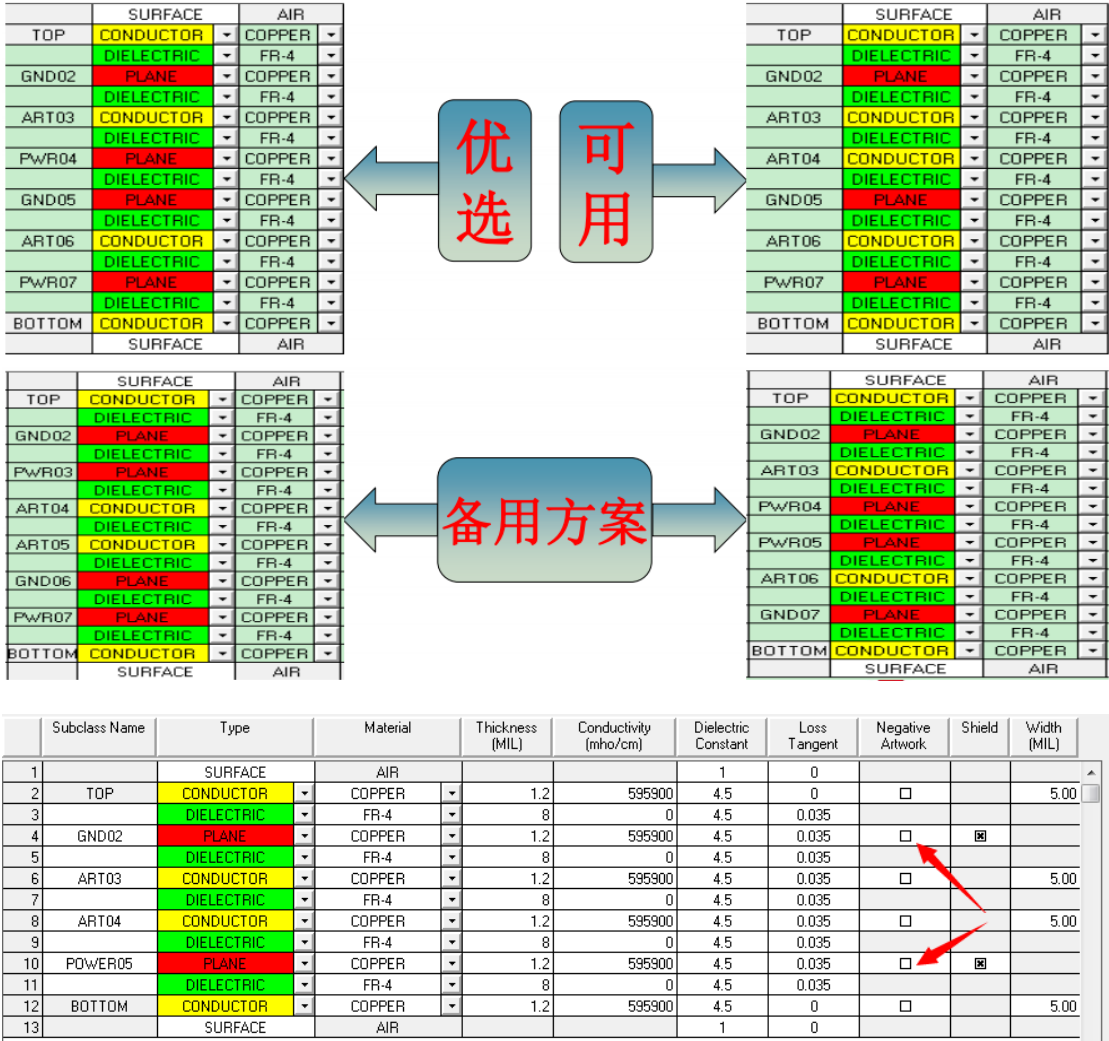 SURFACE AIR
TOP CONDUCTOR COPPER
DIELECTRIC FR-4
GND02 PLANE COPPER
DIELECTRIC FR-4
ART03 CONDUCTOR COPPER
DIELECTRIC FR-4
PWR04 PLANE COPPER
DIELECTRIC FR-4
GND05 PLANE COPPER
DIELECTRIC FR-4
ART06 CONDUCTOR COPPER
DIELECTRIC FR-4
PWR07 PLANE COPPER
DIELECTRIC FR-4
BOTTOM CONDUCTOR COPPER
SURFACE AIR
优
选
可
用
SURFACE AIR
TOP CONDUCTOR COPPER
DIELECTRIC FR-4
GND02 PLANE COPPER
DIELECTRIC FR-4
ART03 CONDUCTOR COPPER
DIELECTRIC FR-4
ART04 CONDUCTOR COPPER
DIELECTRIC FR-4
GND05 PLANE COPPER
DIELECTRIC FR-4
ART06 CONDUCTOR COPPER
DIELECTRIC FR-4
PWR07 PLANE COPPER
DIELECTRIC FR-4
BOTTOM CONDUCTOR COPPER
SURFACE AIR
SURFACE AIR
TOP CONDUCTOR COPPER
DIELECTRIC FR-4
GND02 PLANE COPPER
DIELECTRIC FR-4
PWR03 PLANE COPPER
DIELECTRIC FR-4
ART04 CONDUCTOR COPPER
DIELECTRIC FR-4
ART05 CONDUCTOR COPPER
DIELECTRIC FR-4
GND06 PLANE COPPER
DIELECTRIC FR-4
PWR07 PLANE COPPER
DIELECTRIC FR-4
BOTTOM CONDUCTOR COPPER
SURFACE AIR
备用方案
SURFACE AIR
TOP CONDUCTOR COPPER
DIELECTRIC FR-4
GND02 PLANE COPPER
DIELECTRIC FR-4
ART03 CONDUCTOR COPPER
DIELECTRIC FR-4
PWR04 PLANE COPPER
DIELECTRIC FR-4
PWR05 PLANE COPPER
DIELECTRIC FR-4
ART06 CONDUCTOR COPPER
DIELECTRIC FR-4
GND07 PLANE COPPER
DIELECTRIC FR-4
BOTTOM CONDUCTOR COPPER
SURFACE AIR
Subclass Name Type Material Thickness (MIL) Conductivity (mho/cm) Dielectric Constant Loss Tangent Negative Artwork Shield Width (MIL)
1 SURFACE AIR 1 0
2 TOP CONDUCTOR COPPER 1.2 595900 4.5 0 5.00
3 DIELECTRIC FR-4 8 0 4.5 0.035
4 GND02 PLANE COPPER 1.2 595900 4.5 0.035
5 DIELECTRIC FR-4 8 0 4.5 0.035
6 ART03 CONDUCTOR COPPER 1.2 595900 4.5 0.035 5.00
7 DIELECTRIC FR-4 8 0 4.5 0.035
8 ART04 CONDUCTOR COPPER 1.2 595900 4.5 0.035 5.00
9 DIELECTRIC FR-4 8 0 4.5 0.035
10 POWER05 PLANE COPPER 1.2 595900 4.5 0.035
11 DIELECTRIC FR-4 8 0 4.5 0.035
12 BOTTOM CONDUCTOR COPPER 1.2 595900 4.5 0 5.00
13 SURFACE AIR 1 0